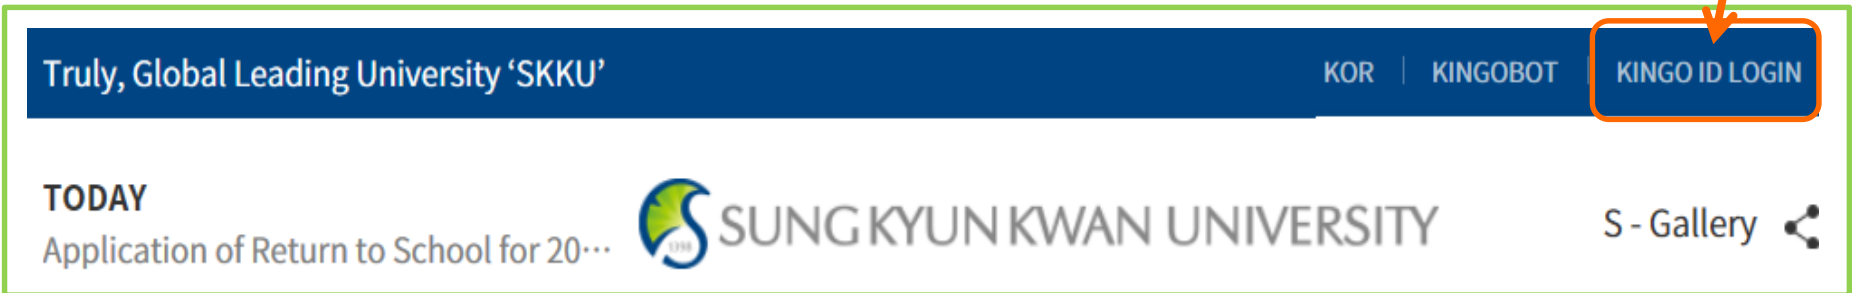 Truly, Global Leading University ‘SKKU’
KOR
KINGOBOT
KINGO ID LOGIN
TODAY
Application of Return to School for 20⋯
1398
SUNG KYUN KWAN UNIVERSITY
S - Gallery